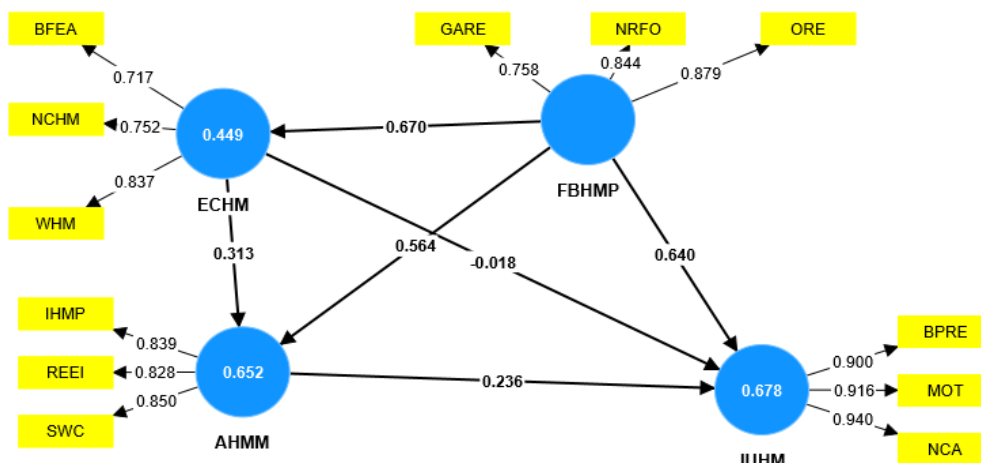 BFEA
GARE
NRFO
ORE
0.717
0.758
0.844
0.879
NCHM
0.752
0.449
0.670
0.837
WHM
ECHM
FBHMP
0.313
0.564
-0.018
0.640
IHMP
0.839
REEI
0.828
0.652
0.850
SWC
AHMM
0.236
0.678
IUHM
BPRE
0.900
MOT
0.916
0.940
NCA